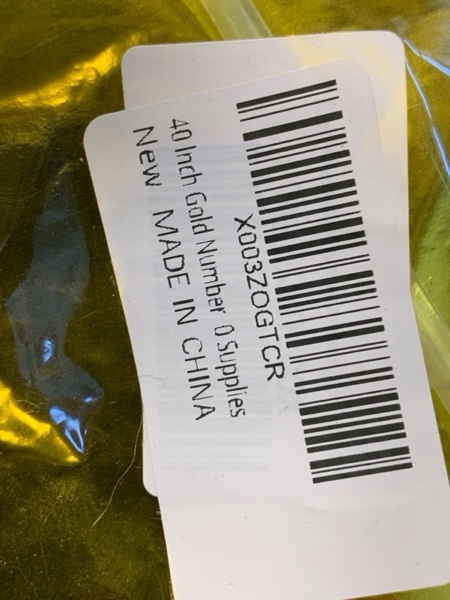 X003ZOGTCR
40 Inch Gold Number 0 Supplies
New MADE IN CHINA